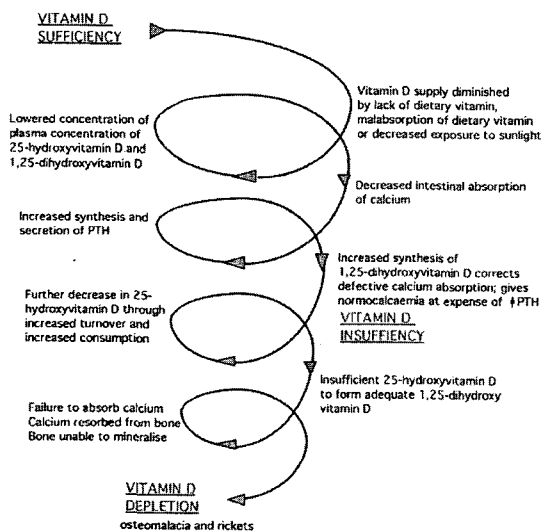 VITAMIN D
SUFFICIENCY
Vitamin D supply diminished
by lack of dietary vitamin,
malabsorption of dietary vitamin
or decreased exposure to sunlight
Lowered concentration of
plasma concentration of
25-hydroxyvitamin D and
1,25-dihydroxyvitamin D
Decreased intestinal absorption
of calcium
Increased synthesis and
secretion of PTH
Increased synthesis of
1,25-dihydroxyvitamin D corrects
defective calcium absorption; gives
normocalcaemia at expense of ↑PTH
VITAMIN D
INSUFFIENCY
Further decrease in 25-
hydroxyvitamin D through
increased turnover and
increased consumption
Insufficient 25-hydroxyvitamin D
to form adequate 1,25-dihydroxy
vitamin D
Failure to absorb calcium
Calcium resorbed from bone
Bone unable to mineralise
VITAMIN D
DEPLETION
osteomalacia and rickets